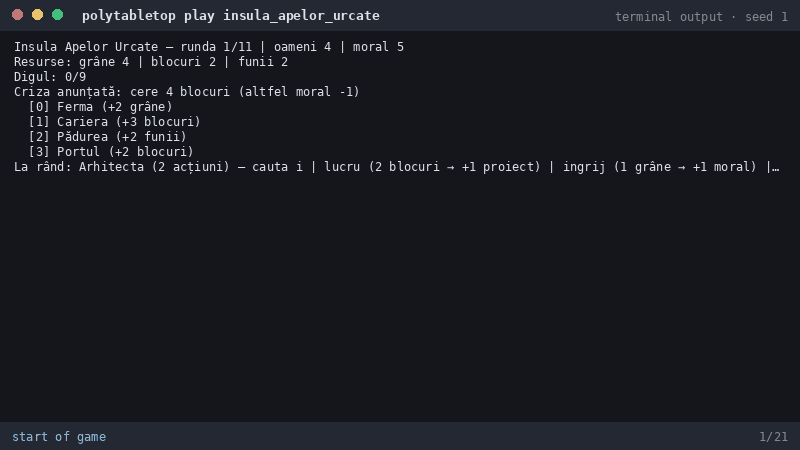 polytabletop play insula_apelor_urcate
terminal output · seed 1
Insula Apelor Urcate — runda 1/11 | oameni 4 | moral 5
Resurse: grâne 4 | blocuri 2 | funii 2
Digul: 0/9
Criza anunțată: cere 4 blocuri (altfel moral -1)
[0] Ferma (+2 grâne)
[1] Cariera (+3 blocuri)
[2] Pădurea (+2 funii)
[3] Portul (+2 blocuri)
La rând: Arhitecta (2 acțiuni) — cauta i | lucru (2 blocuri → +1 proiect) | ingrij (1 grâne → +1 moral) |…
start of game
1/21